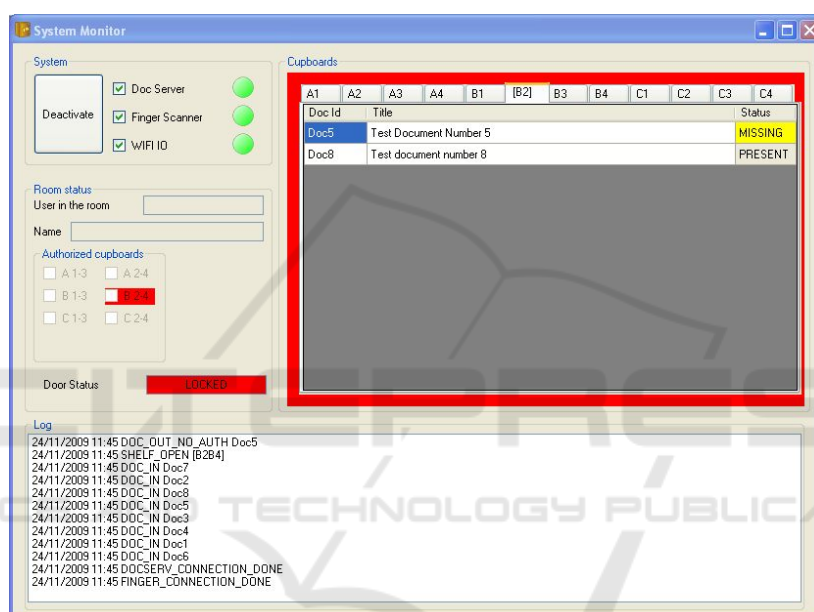 System Monitor
System
Deactivate
Doc Server
Finger Scanner
WIFI IO
Room status
User in the room
Name
Authorized cupboards
A 1-3 A 2-4
B 1-3 B 2-4
C 1-3 C 2-4
Door Status LOCKED
Cupboards
A1 A2 A3 A4 B1 [B2] B3 B4 C1 C2 C3 C4
Doc Id Title Status
Doc5 Test Document Number 5 MISSING
Doc8 Test document number 8 PRESENT
Log
24/11/2009 11:45 DOC_OUT_NO_AUTH Doc5
24/11/2009 11:45 SHELF_OPEN [B2B4]
24/11/2009 11:45 DOC_IN Doc7
24/11/2009 11:45 DOC_IN Doc2
24/11/2009 11:45 DOC_IN Doc8
24/11/2009 11:45 DOC_IN Doc5
24/11/2009 11:45 DOC_IN Doc3
24/11/2009 11:45 DOC_IN Doc4
24/11/2009 11:45 DOC_IN Doc1
24/11/2009 11:45 DOC_IN Doc6
24/11/2009 11:45 DOCSERV_CONNECTION_DONE
24/11/2009 11:45 FINGER_CONNECTION_DONE
TECHNOLOGY